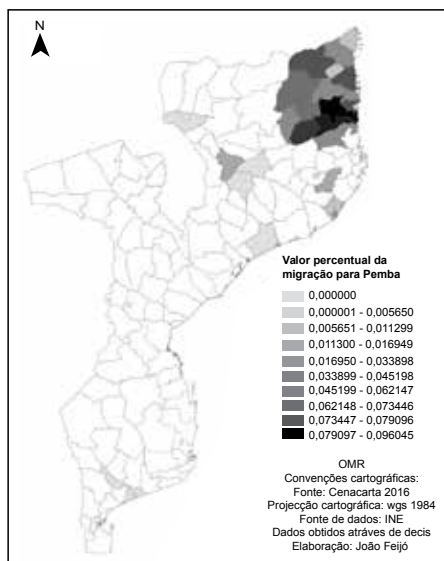 N
Valor percentual da
migração para Pemba
0,000000
0,000001 - 0,005650
0,005651 - 0,011299
0,011300 - 0,016949
0,016950 - 0,033898
0,033899 - 0,045198
0,045199 - 0,062147
0,062148 - 0,073446
0,073447 - 0,079096
0,079097 - 0,096045
OMR
Convenções cartográficas:
Fonte: Cenacarta 2016
Projecção cartográfica: wgs 1984
Fonte de dados: INE
Dados obtidos atráves de decis
Elaboração: João Feijó